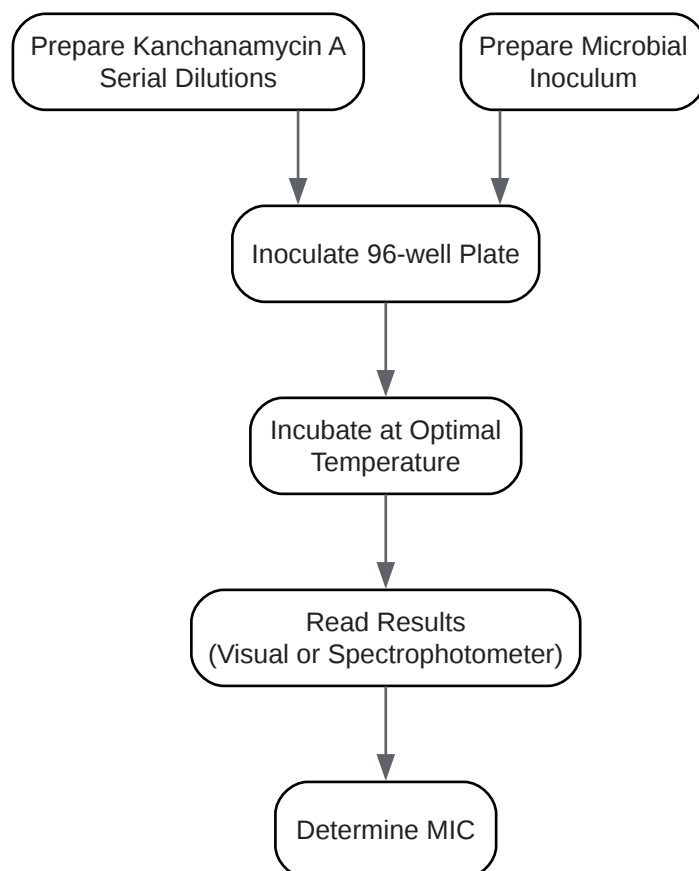 Prepare Kanchanamycin A
Serial Dilutions
Prepare Microbial
Inoculum
Inoculate 96-well Plate
Incubate at Optimal
Temperature
Read Results
(Visual or Spectrophotometer)
Determine MIC